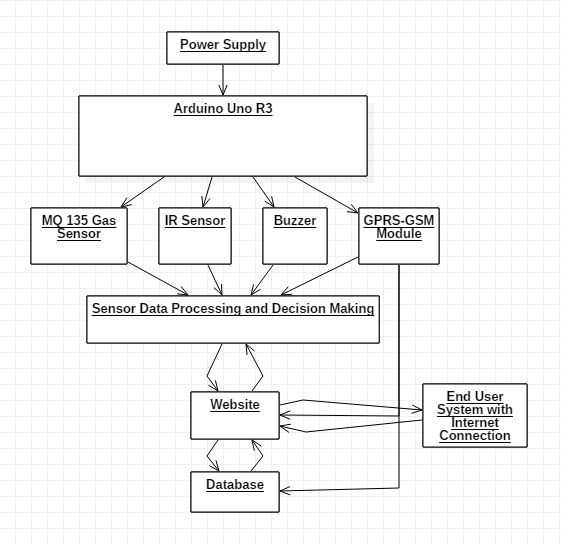 Power Supply
Arduino Uno R3
MQ 135 Gas
Sensor
IR Sensor
Buzzer
GPRS-GSM
Module
Sensor Data Processing and Decision Making
Website
End User
System with
Internet
Connection
Database